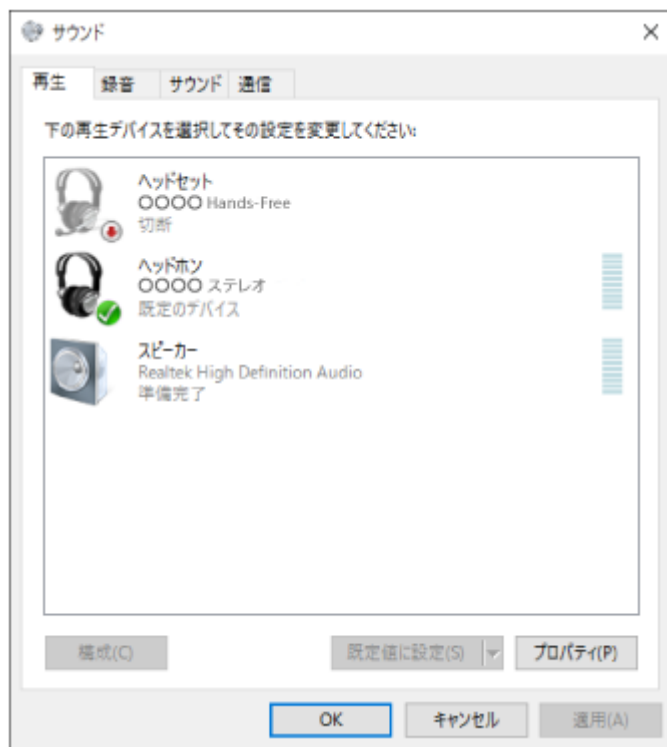 サウンド
再生 録音 サウンド 通信
下の再生デバイスを選択してその設定を変更してください:
ヘッドセット
〇〇〇〇 Hands-Free
切断
ヘッドホン
〇〇〇〇 ステレオ
既定のデバイス
スピーカー
Realtek High Definition Audio
準備完了
構成(C) 既定値に設定(S) プロパティ(P)
OK キャンセル 適用(A)